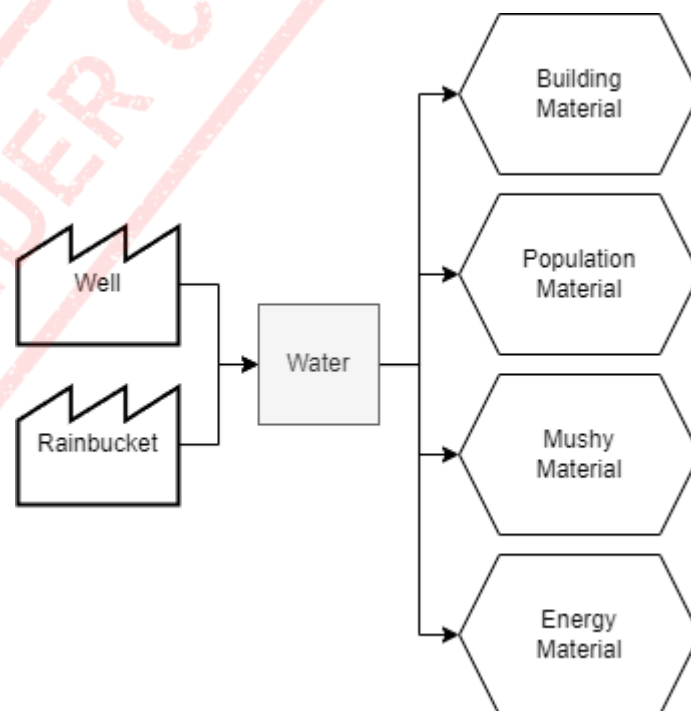 Building
Material
Population
Material
Well
Water
Rainbucket
Mushy
Material
Energy
Material